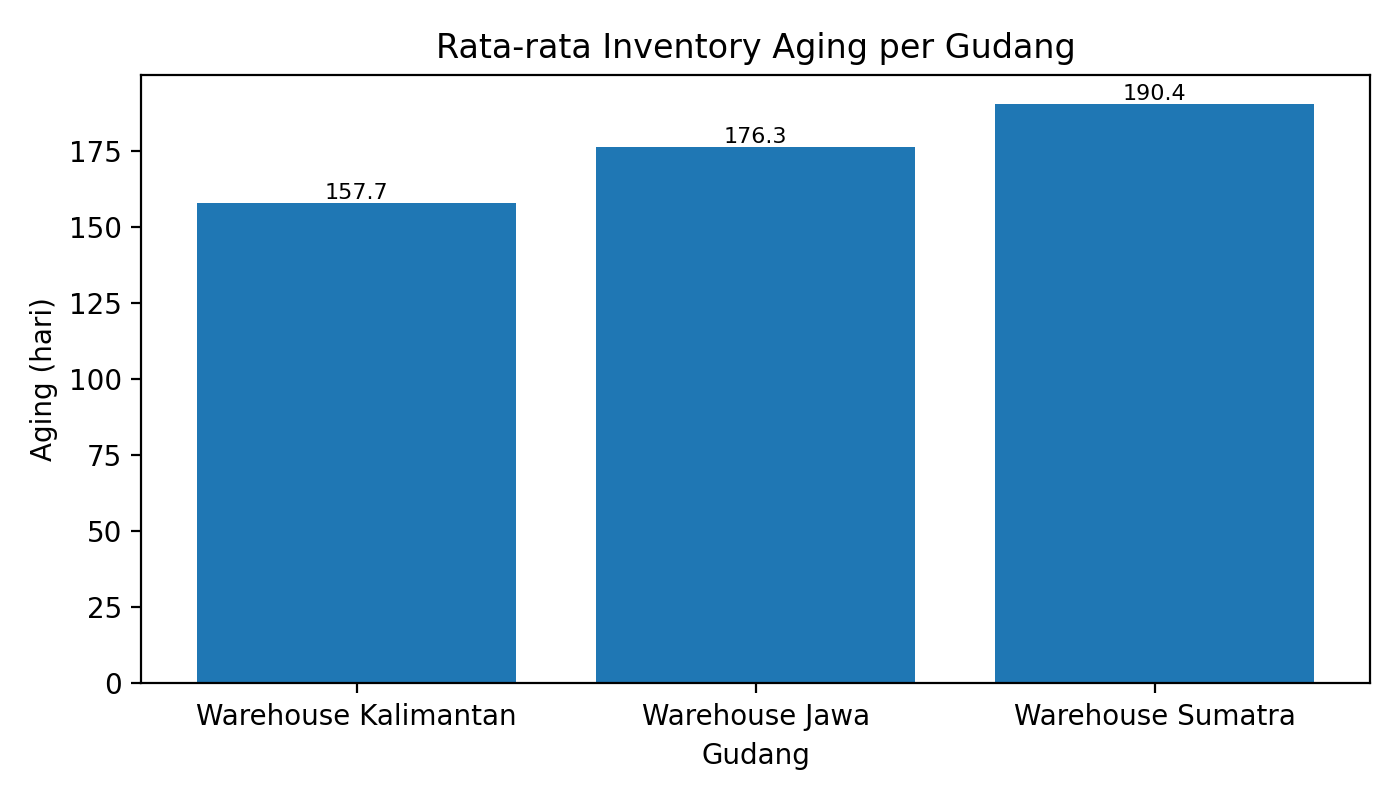 Rata-rata Inventory Aging per Gudang
190.4
176.3
157.7
175
150
125
100
75
50
25
0
Aging (hari)
Warehouse Kalimantan
Warehouse Jawa
Warehouse Sumatra
Gudang